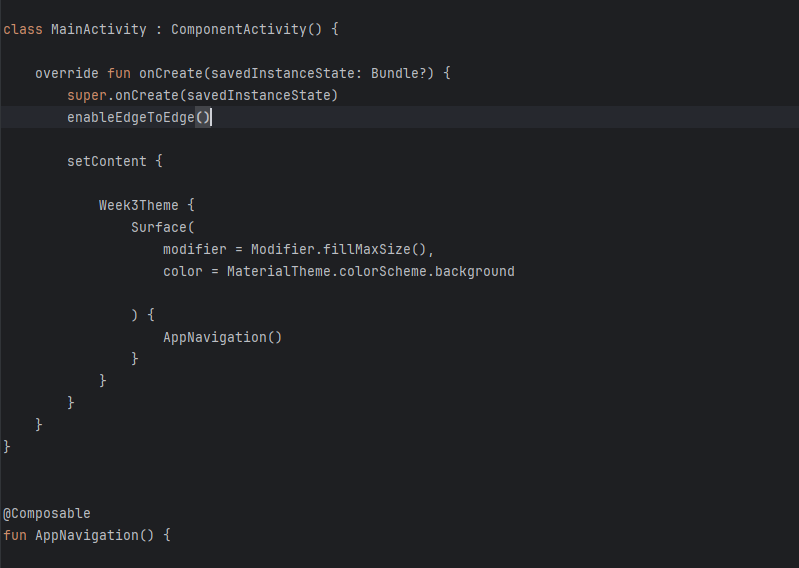 class MainActivity : ComponentActivity() {
override fun onCreate(savedInstanceState: Bundle?) {
super.onCreate(savedInstanceState)
enableEdgeToEdge()
setContent {
Week3Theme {
Surface(
modifier = Modifier.fillMaxSize(),
color = MaterialTheme.colorScheme.background
) {
AppNavigation()
}
}
}
}
}
@Composable
fun AppNavigation() {